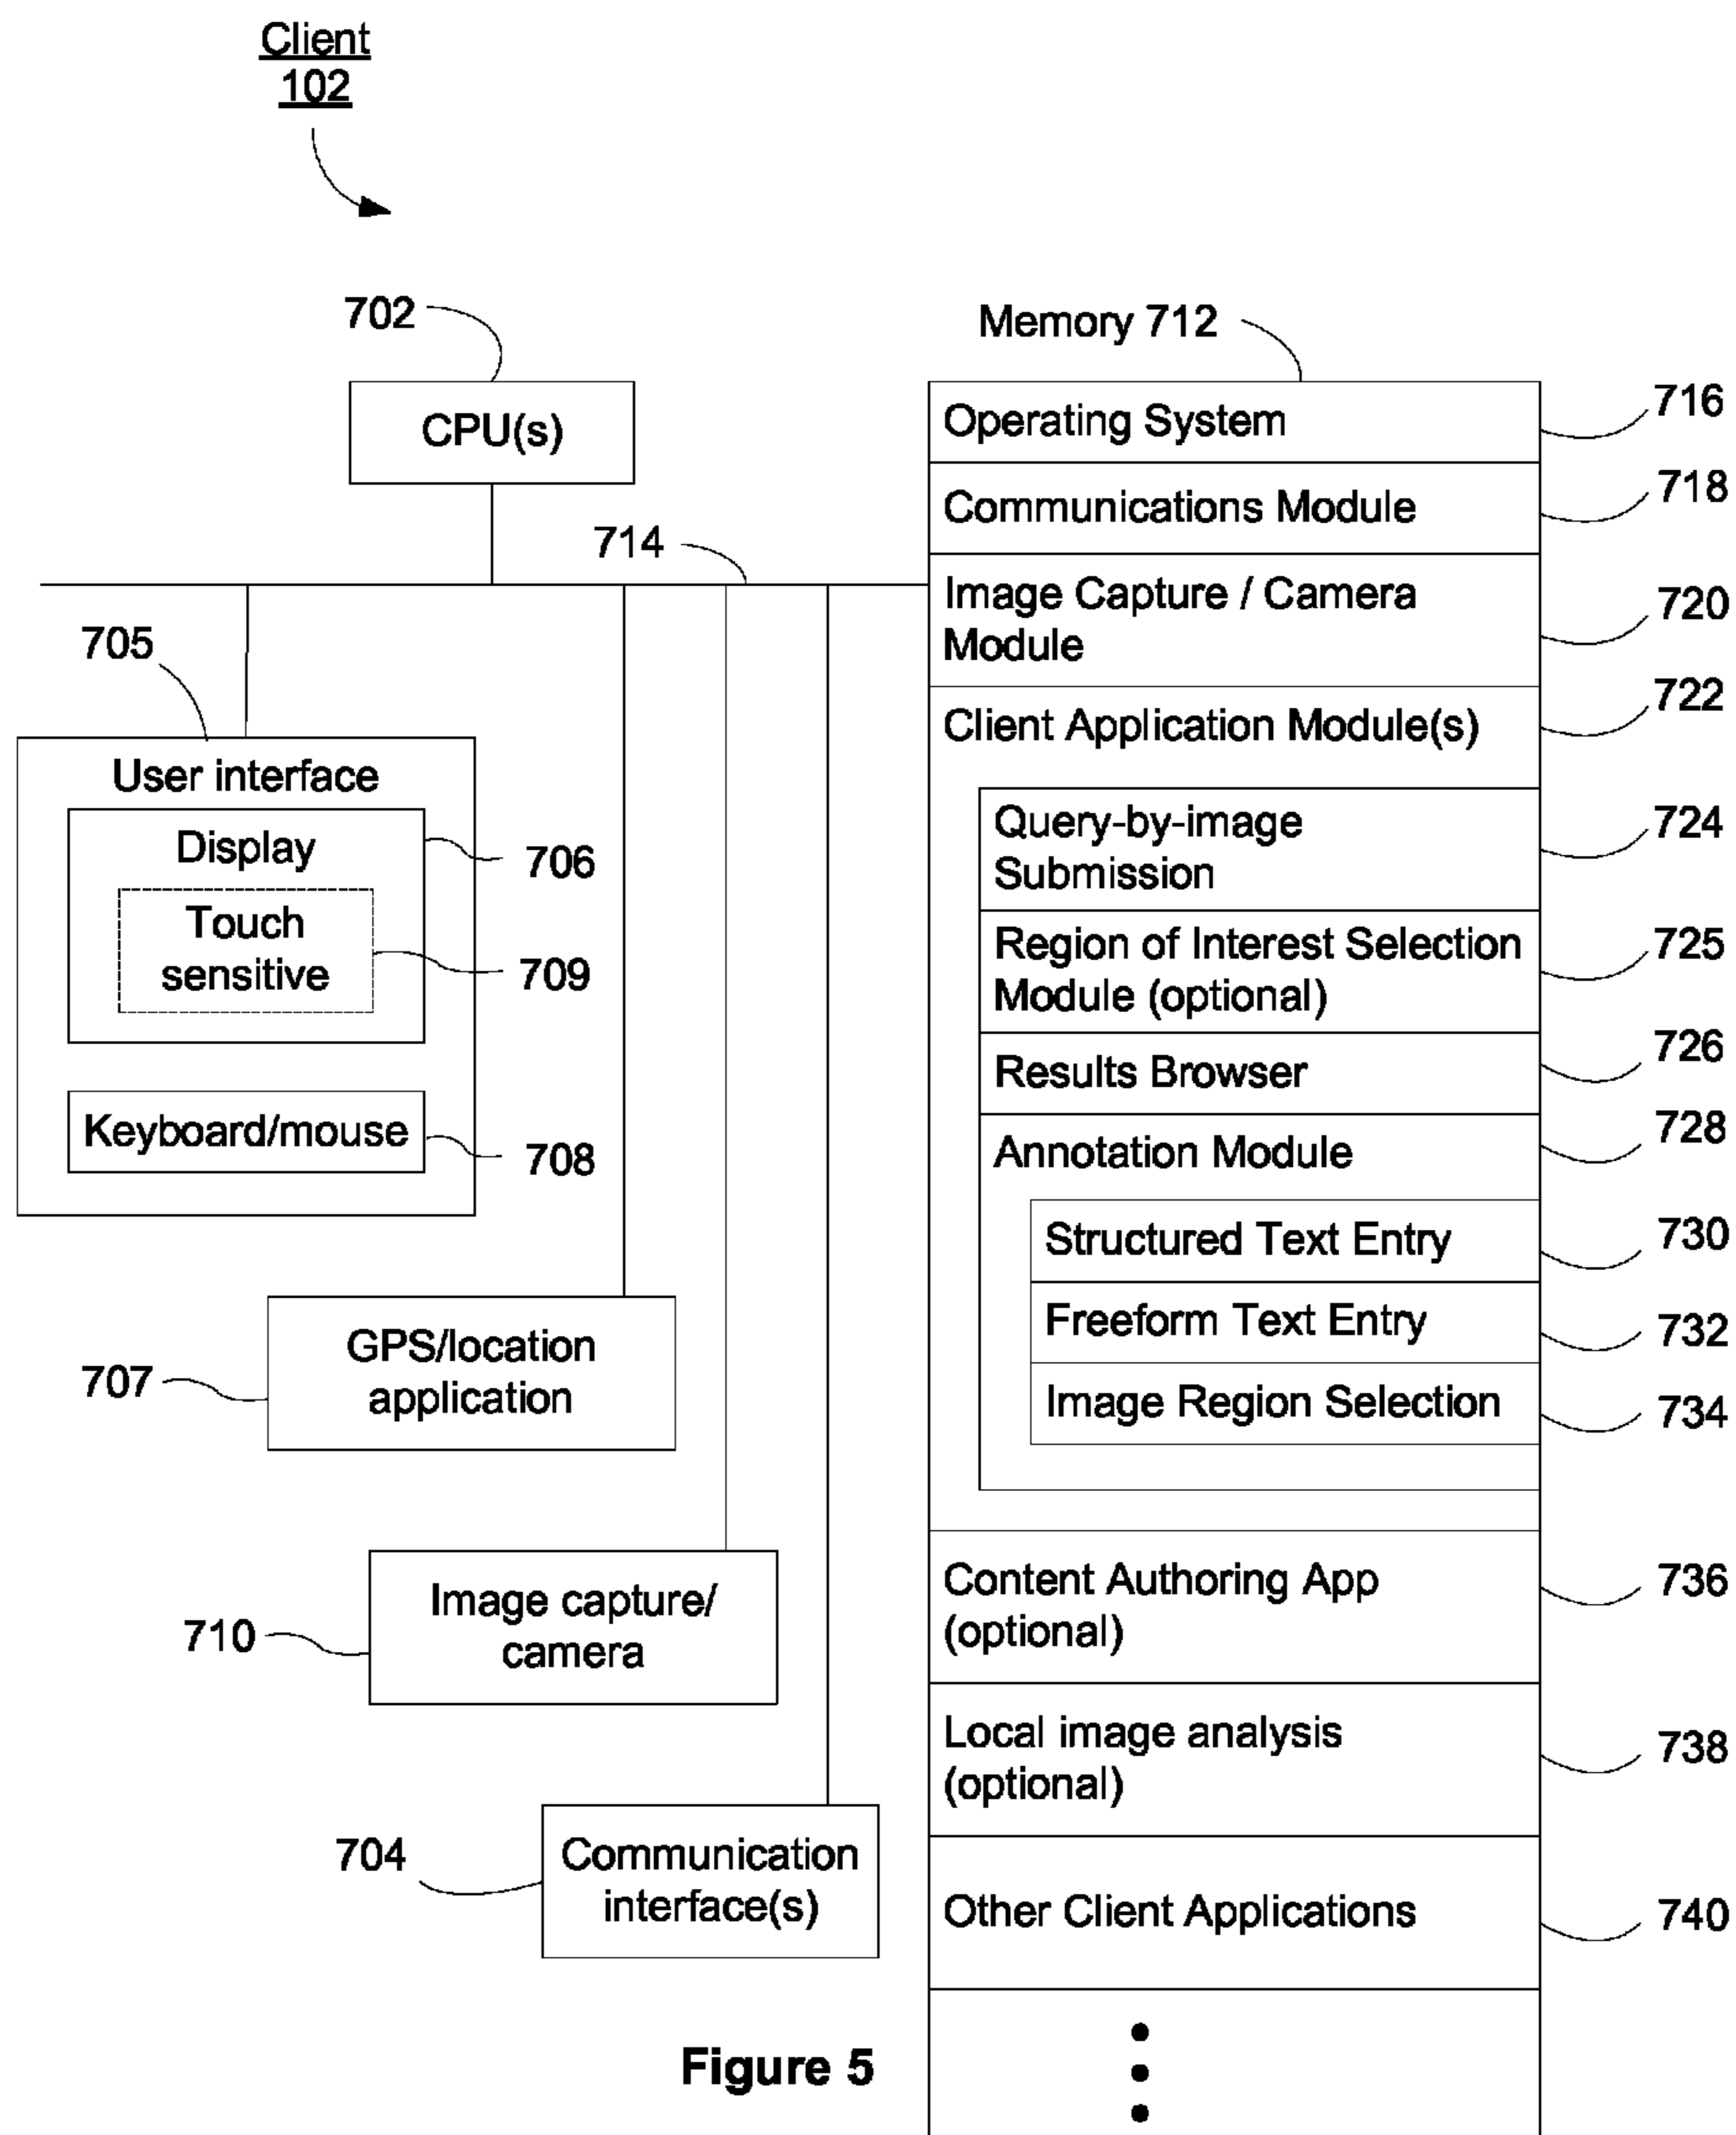 Client
102
702
CPU(s)
714
705
User interface
Display
706
Touch
sensitive
709
Keyboard/mouse
708
GPS/location
application
707
Image capture/
camera
710
Communication
interface(s)
704
Memory 712
Operating System
716
Communications Module
718
Image Capture / Camera
Module
720
Client Application Module(s)
722
Query-by-image
Submission
724
Region of Interest Selection
Module (optional)
725
Results Browser
726
Annotation Module
728
Structured Text Entry
730
Freeform Text Entry
732
Image Region Selection
734
Content Authoring App
(optional)
736
Local image analysis
(optional)
738
Other Client Applications
740
Figure 5